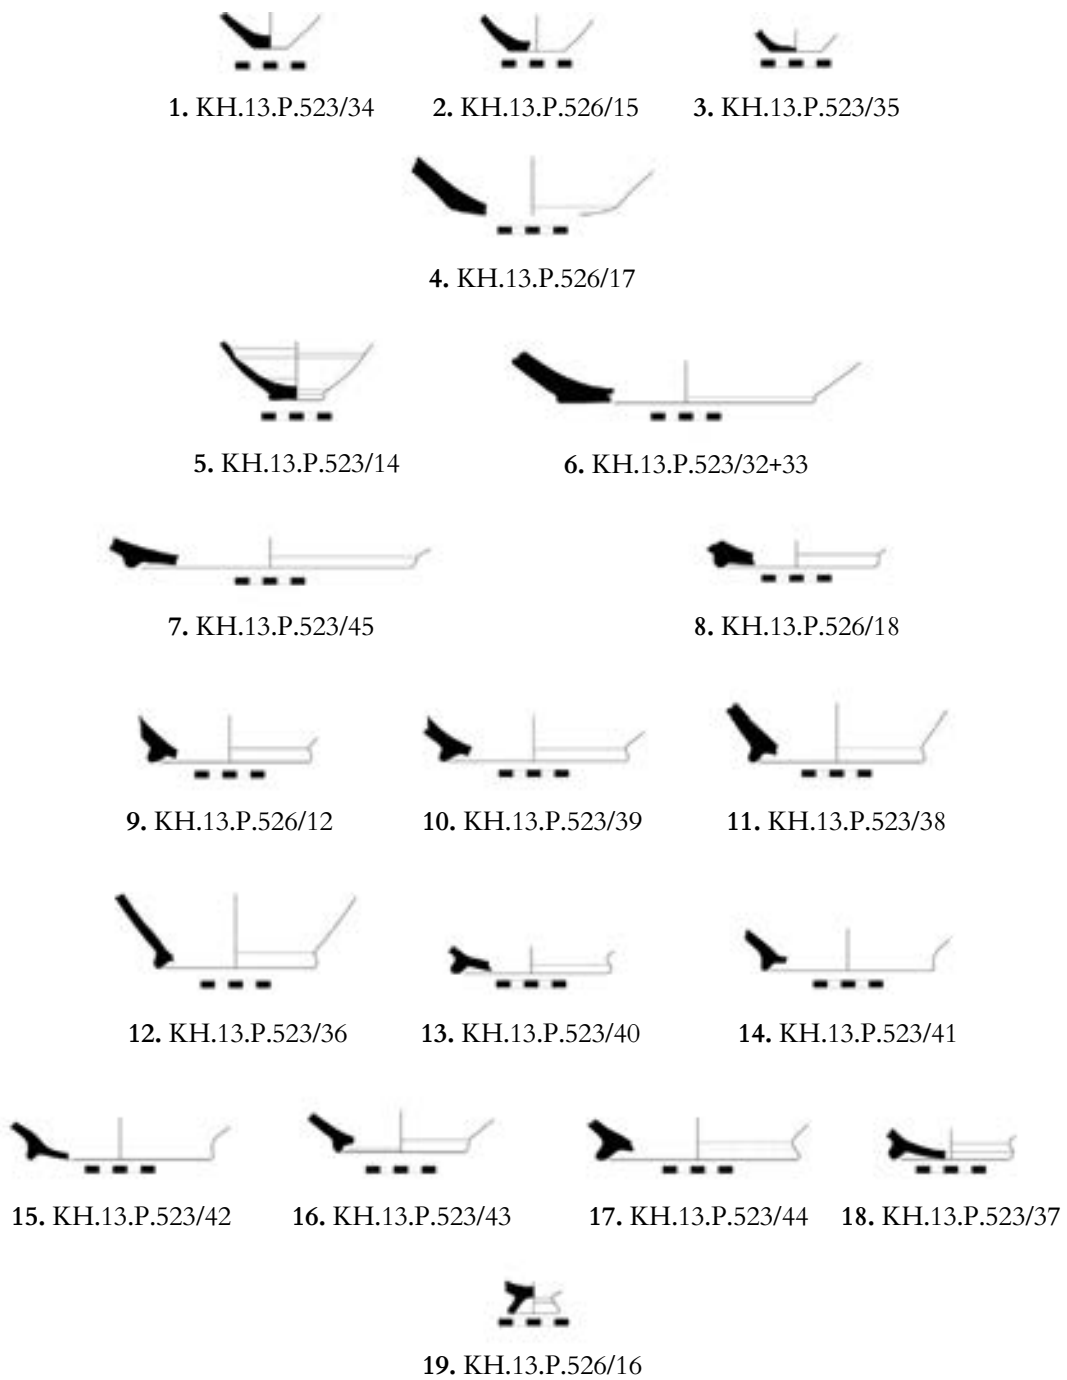 1. KH.13.P.523/34 2. KH.13.P.526/15 3. KH.13.P.523/35
4. KH.13.P.526/17
5. KH.13.P.523/14 6. KH.13.P.523/32+33
7. KH.13.P.523/45 8. KH.13.P.526/18
9. KH.13.P.526/12 10. KH.13.P.523/39 11. KH.13.P.523/38
12. KH.13.P.523/36 13. KH.13.P.523/40 14. KH.13.P.523/41
15. KH.13.P.523/42 16. KH.13.P.523/43 17. KH.13.P.523/44 18. KH.13.P.523/37
19. KH.13.P.526/16